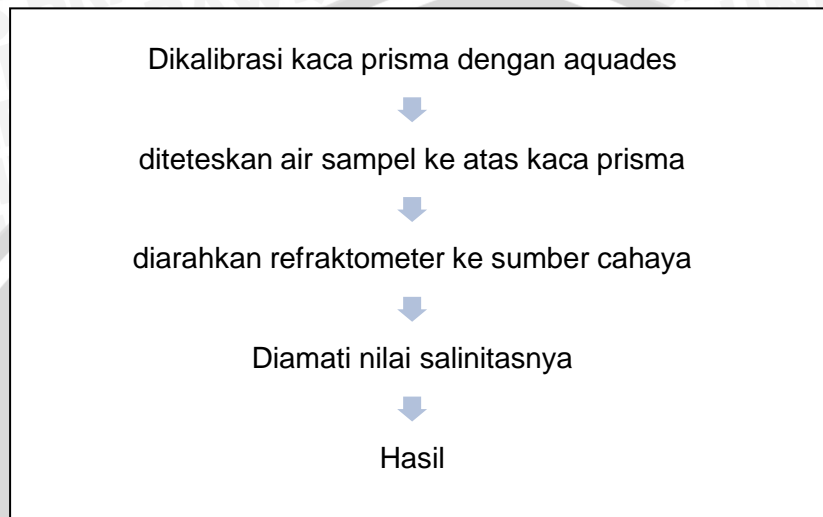 Dikalibrasi kaca prisma dengan aquades
diteteskan air sampel ke atas kaca prisma
diarahkan refraktometer ke sumber cahaya
Diamati nilai salinitasnya
Hasil